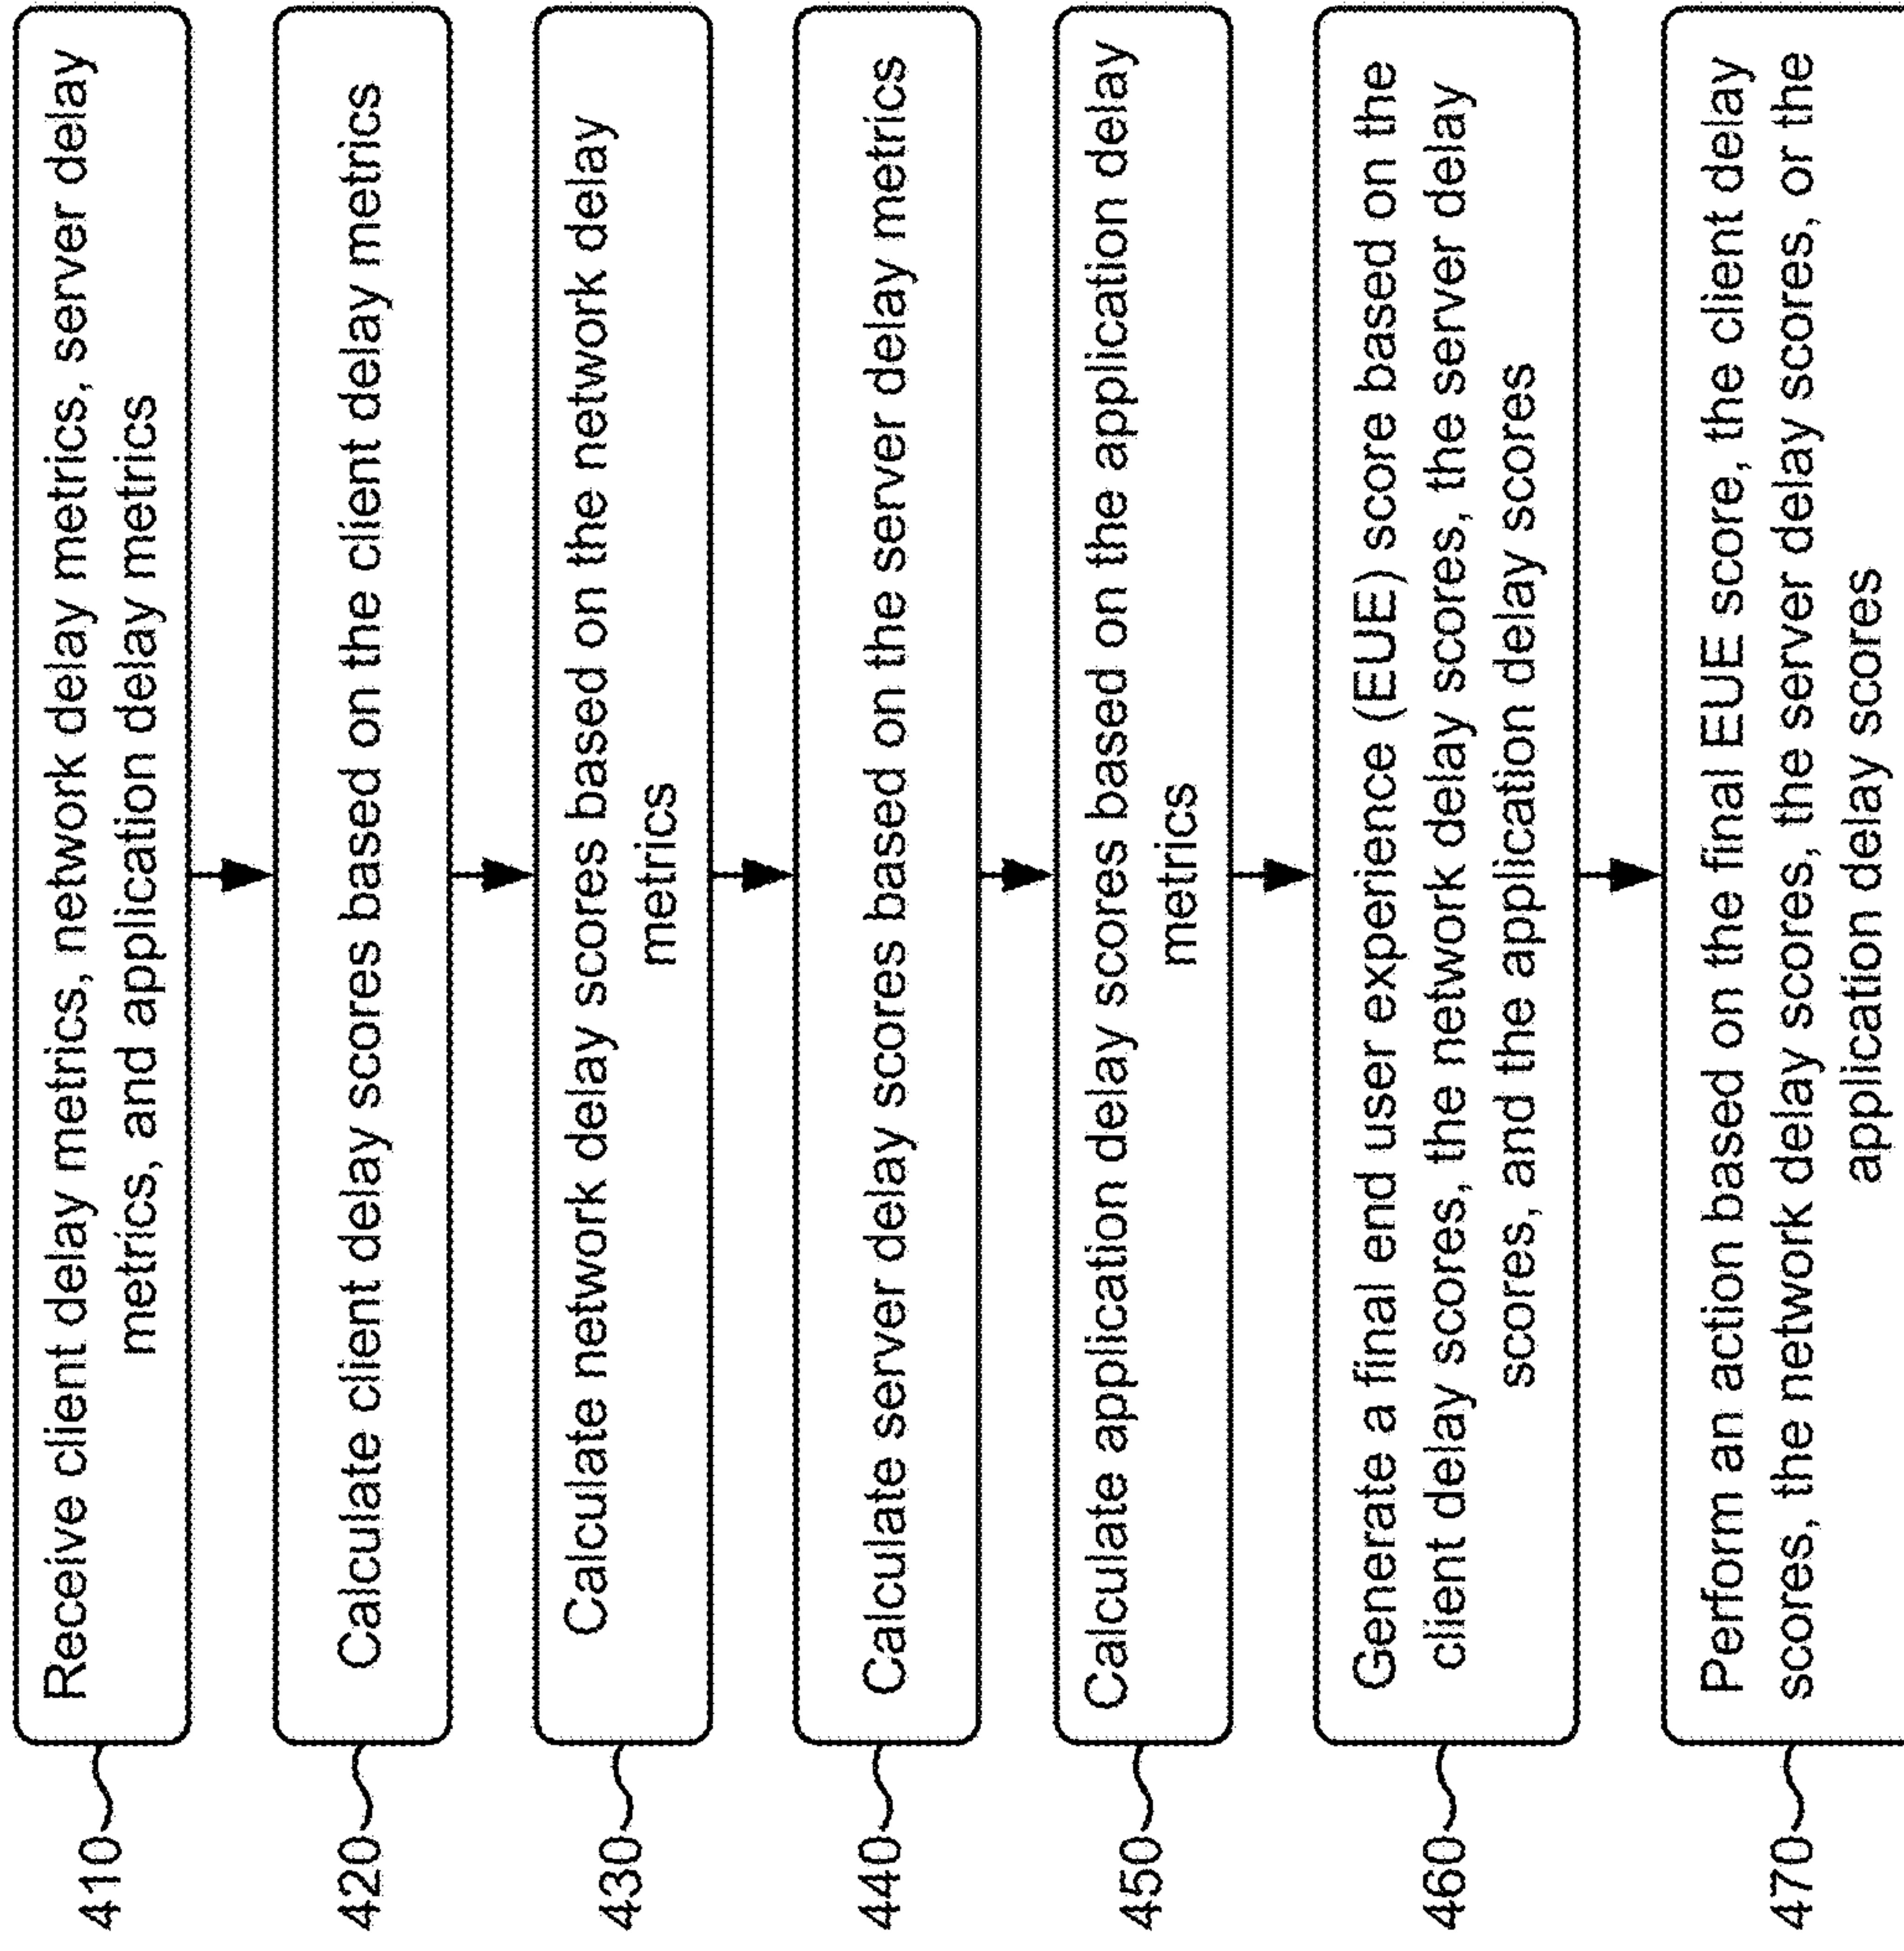 410
Receive client delay metrics, network delay metrics, server delay
metrics, and application delay metrics
420
Calculate client delay scores based on the client delay metrics
430
Calculate network delay scores based on the network delay
metrics
440
Calculate server delay scores based on the server delay metrics
450
Calculate application delay scores based on the application delay
metrics
460
Generate a final end user experience (EUE) score based on the
client delay scores, the network delay scores, the server delay
scores, and the application delay scores
470
Perform an action based on the final EUE score, the client delay
scores, the network delay scores, the server delay scores, or the
application delay scores